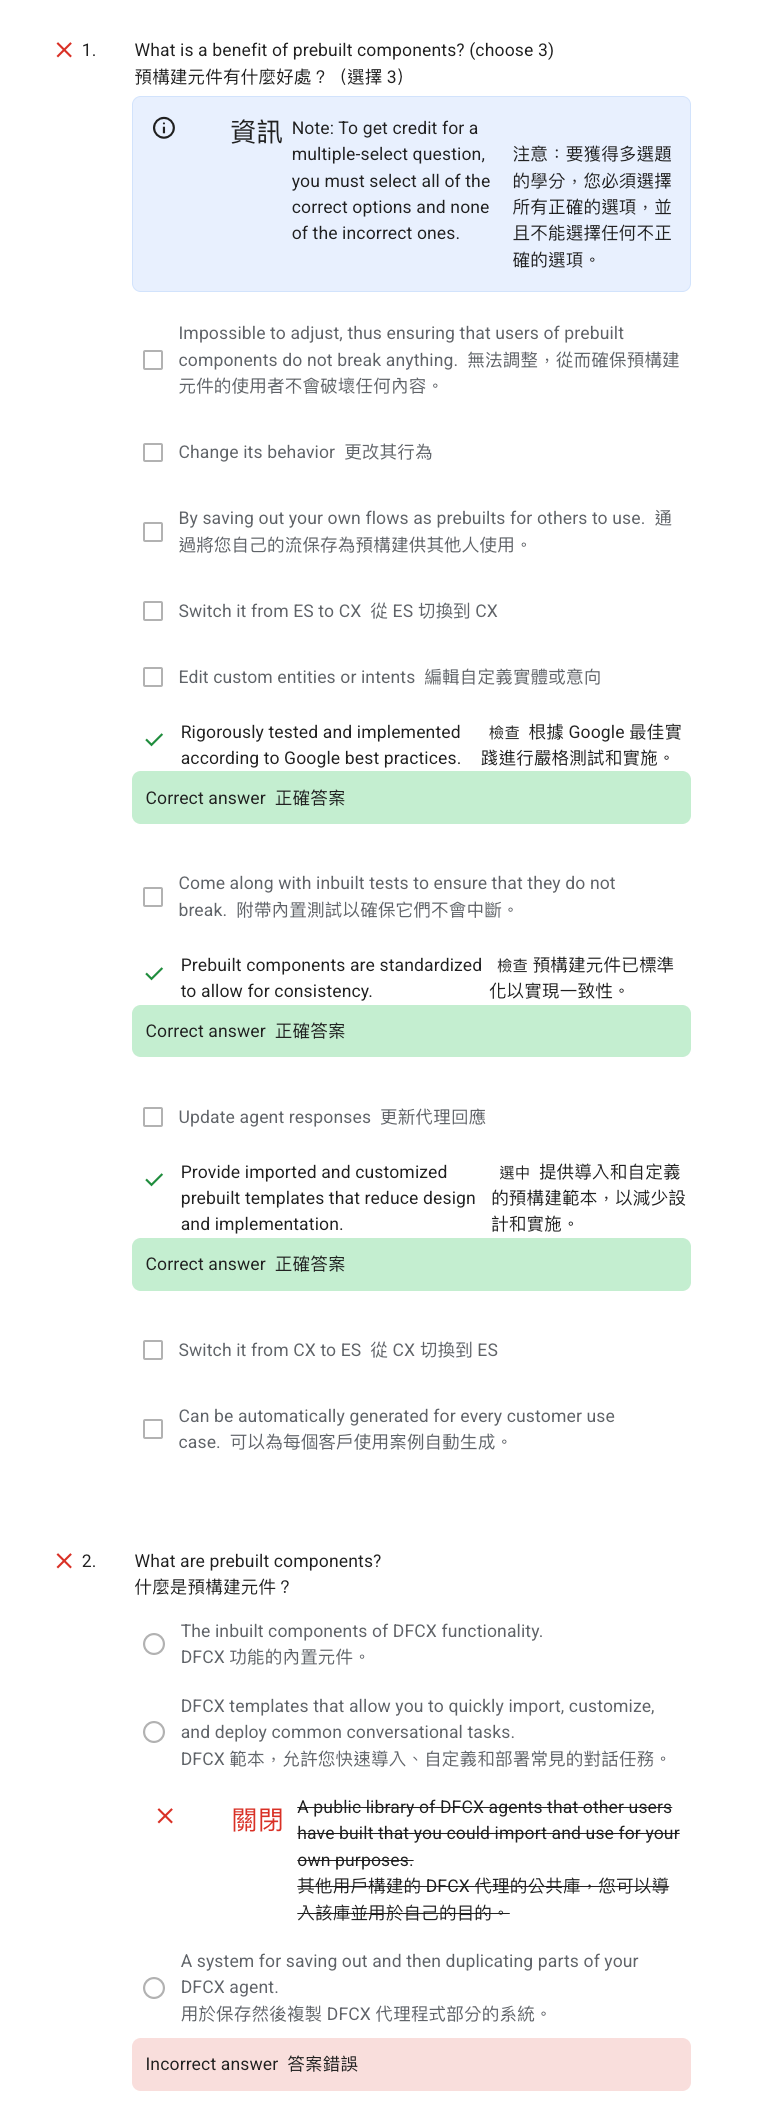 1. What is a benefit of prebuilt components? (choose 3)
預構建元件有什麼好處？（選擇 3）
資訊
Note: To get credit for a
multiple-select question,
you must select all of the
correct options and none
of the incorrect ones.
注意：要獲得多選題
的學分，您必須選擇
所有正確的選項，並
且不能選擇任何不正
確的選項。
Impossible to adjust, thus ensuring that users of prebuilt
components do not break anything. 無法調整，從而確保預構建
元件的使用者不會破壞任何內容。
Change its behavior 更改其行為
By saving out your own flows as prebuilts for others to use. 通
過將您自己的流保存為預構建供其他人使用。
Switch it from ES to CX 從 ES 切換到 CX
Edit custom entities or intents 編輯自定義實體或意向
Rigorously tested and implemented
according to Google best practices.
檢查 根據 Google 最佳實
踐進行嚴格測試和實施。
Correct answer 正確答案
Come along with inbuilt tests to ensure that they do not
break. 附帶內置測試以確保它們不會中斷。
Prebuilt components are standardized
to allow for consistency.
檢查 預構建元件已標準
化以實現一致性。
Correct answer 正確答案
Update agent responses 更新代理回應
Provide imported and customized
prebuilt templates that reduce design
and implementation.
選中 提供導入和自定義
的預構建範本，以減少設
計和實施。
Correct answer 正確答案
Switch it from CX to ES 從 CX 切換到 ES
Can be automatically generated for every customer use
case. 可以為每個客戶使用案例自動生成。
2. What are prebuilt components?
什麼是預構建元件？
The inbuilt components of DFCX functionality.
DFCX 功能的內置元件。
DFCX templates that allow you to quickly import, customize,
and deploy common conversational tasks.
DFCX 範本，允許您快速導入、自定義和部署常見的對話任務。
關閉
A public library of DFCX agents that other users
have built that you could import and use for your
own purposes.
其他用戶構建的 DFCX 代理的公共庫，您可以導
入該庫並用於自己的目的。
A system for saving out and then duplicating parts of your
DFCX agent.
用於保存然後複製 DFCX 代理程式部分的系統。
Incorrect answer 答案錯誤